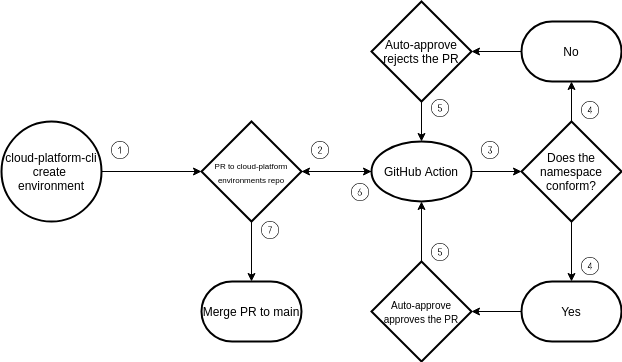 Auto-approve
rejects the PR
No
5
4
cloud-platform-cli
create
environment
1
PR to cloud-platform
environments repo
2
6
GitHub Action
3
Does the
namespace
conform?
7
5
4
Merge PR to main
Auto-approve
approves the PR
Yes